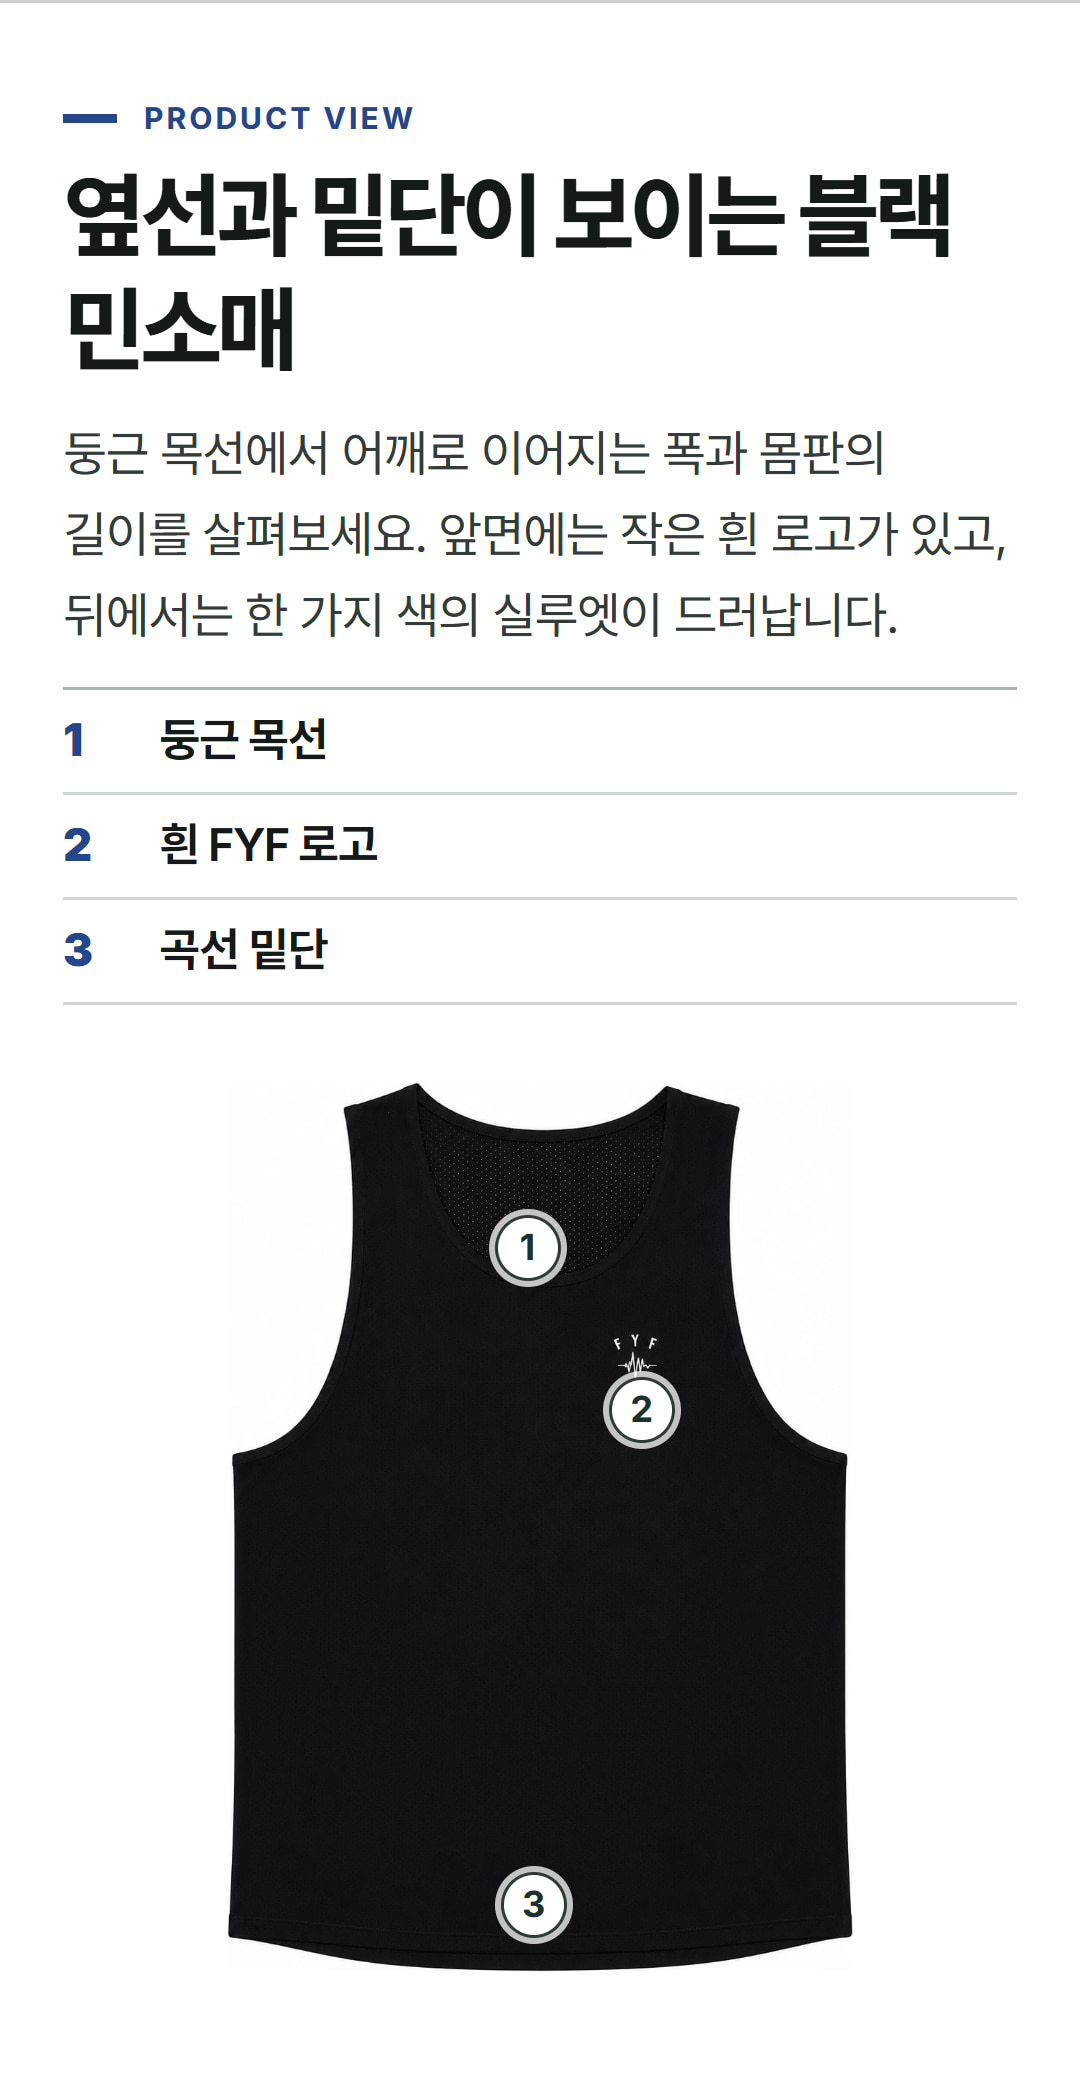 PRODUCT VIEW
옆선과 밑단이 보이는 블랙
민소매
둥근 목선에서 어깨로 이어지는 폭과 몸판의
길이를 살펴보세요. 앞면에는 작은 흰 로고가 있고,
뒤에서는 한 가지 색의 실루엣이 드러납니다.
1 둥근 목선
2 흰 FYF 로고
3 곡선 밑단
1
FYF
2
3